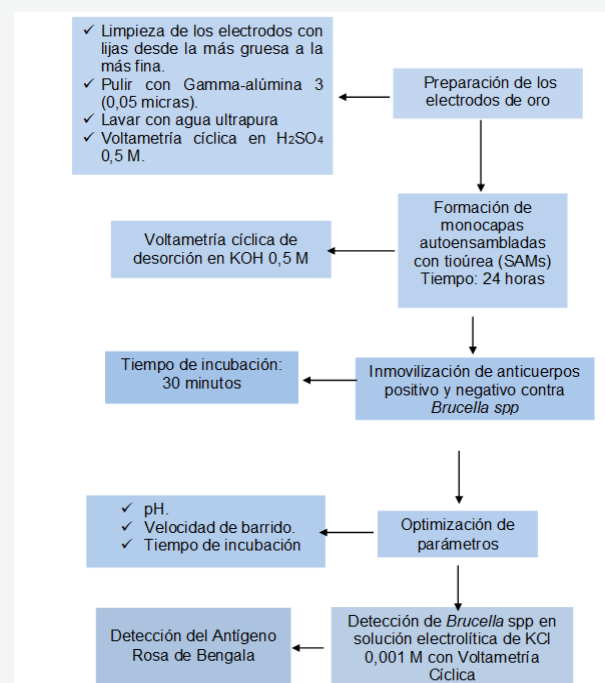 ✓ Limpieza de los electrodos con
lijas desde la más gruesa a la
más fina.
✓ Pulir con Gamma-alúmina 3
(0,05 micras).
✓ Lavar con agua ultrapura
✓ Voltametría cíclica en H₂SO₄
0,5 M.
Preparación de los
electrodos de oro
Formación de
monocapas
autoensambladas
con tioúrea (SAMs)
Tiempo: 24 horas
Voltametría cíclica de
desorción en KOH 0,5 M
Inmovilización de anticuerpos
positivo y negativo contra
Brucella spp
Tiempo de incubación:
30 minutos
Optimización de
parámetros
✓ pH.
✓ Velocidad de barrido.
✓ Tiempo de incubación
Detección de Brucella spp en
solución electrolítica de KCl
0,001 M con Voltametría
Cíclica
Detección del Antígeno
Rosa de Bengala